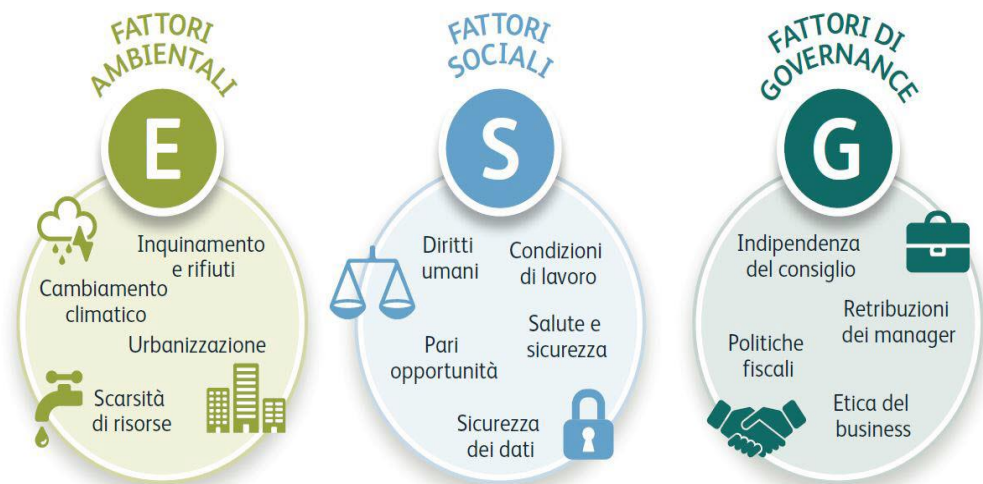 FATTORI
AMBIENTALI
E
Inquinamento
e rifiuti
Cambiamento
climatico
Urbanizzazione
Scarsità
di risorse
FATTORI
SOCIALI
S
Diritti
umani
Condizioni
di lavoro
Salute e
sicurezza
Pari
opportunità
Sicurezza
dei dati
FATTORI DI
GOVERNANCE
G
Indipendenza
del consiglio
Retribuzioni
dei manager
Politiche
fiscali
Etica del
business